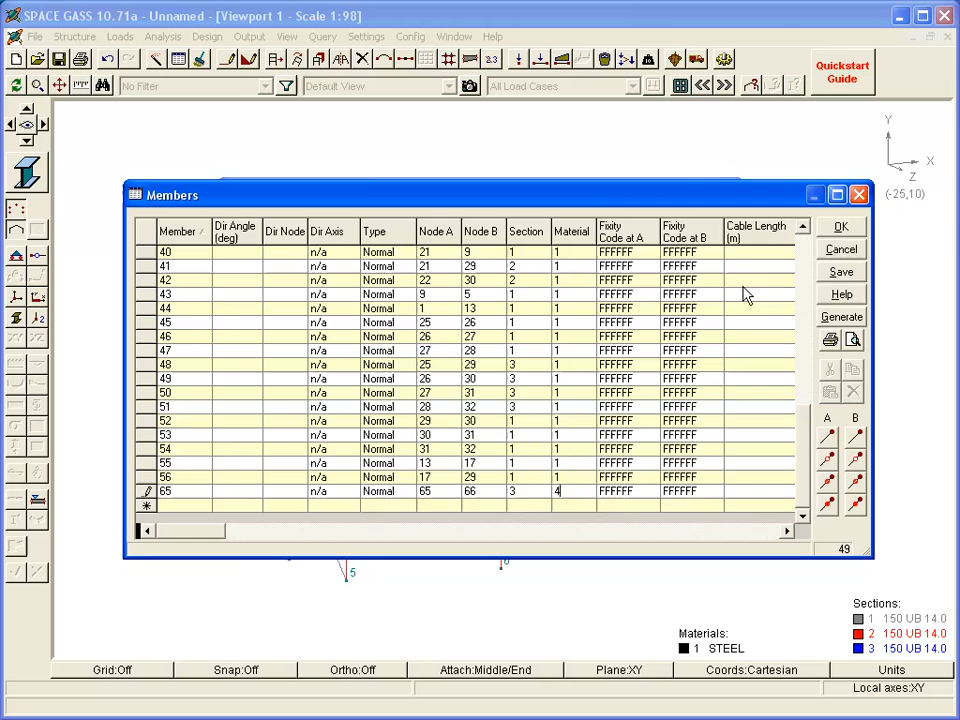 SPACE GASS 10.71a - Unnamed - [Viewport 1 - Scale 1:98]
File Structure Loads Analysis Design Output View Query Settings Config Window Help
No Filter Default View All Load Cases
Quickstart
Guide
Y
X
Z
(-25,10)
Members
Member Dir Angle (deg) Dir Node Dir Axis Type Node A Node B Section Material Fixity Code at A Fixity Code at B Cable Length (m)
40 n/a Normal 21 9 1 1 FFFFFF FFFFFF
41 n/a Normal 21 29 2 1 FFFFFF FFFFFF
42 n/a Normal 22 30 2 1 FFFFFF FFFFFF
43 n/a Normal 9 5 1 1 FFFFFF FFFFFF
44 n/a Normal 1 13 1 1 FFFFFF FFFFFF
45 n/a Normal 25 26 1 1 FFFFFF FFFFFF
46 n/a Normal 26 27 1 1 FFFFFF FFFFFF
47 n/a Normal 27 28 1 1 FFFFFF FFFFFF
48 n/a Normal 25 29 3 1 FFFFFF FFFFFF
49 n/a Normal 26 30 3 1 FFFFFF FFFFFF
50 n/a Normal 27 31 3 1 FFFFFF FFFFFF
51 n/a Normal 28 32 3 1 FFFFFF FFFFFF
52 n/a Normal 29 30 1 1 FFFFFF FFFFFF
53 n/a Normal 30 31 1 1 FFFFFF FFFFFF
54 n/a Normal 31 32 1 1 FFFFFF FFFFFF
55 n/a Normal 13 17 1 1 FFFFFF FFFFFF
56 n/a Normal 17 29 1 1 FFFFFF FFFFFF
65 n/a Normal 65 66 3 4 FFFFFF FFFFFF
OK
Cancel
Save
Help
Generate
A B
49
5
Sections:
1 150 UB 14.0
2 150 UB 14.0
3 150 UB 14.0
Materials:
1 STEEL
Grid:Off Snap:Off Ortho:Off Attach:Middle/End Plane:XY Coords:Cartesian Units
Local axes:XY